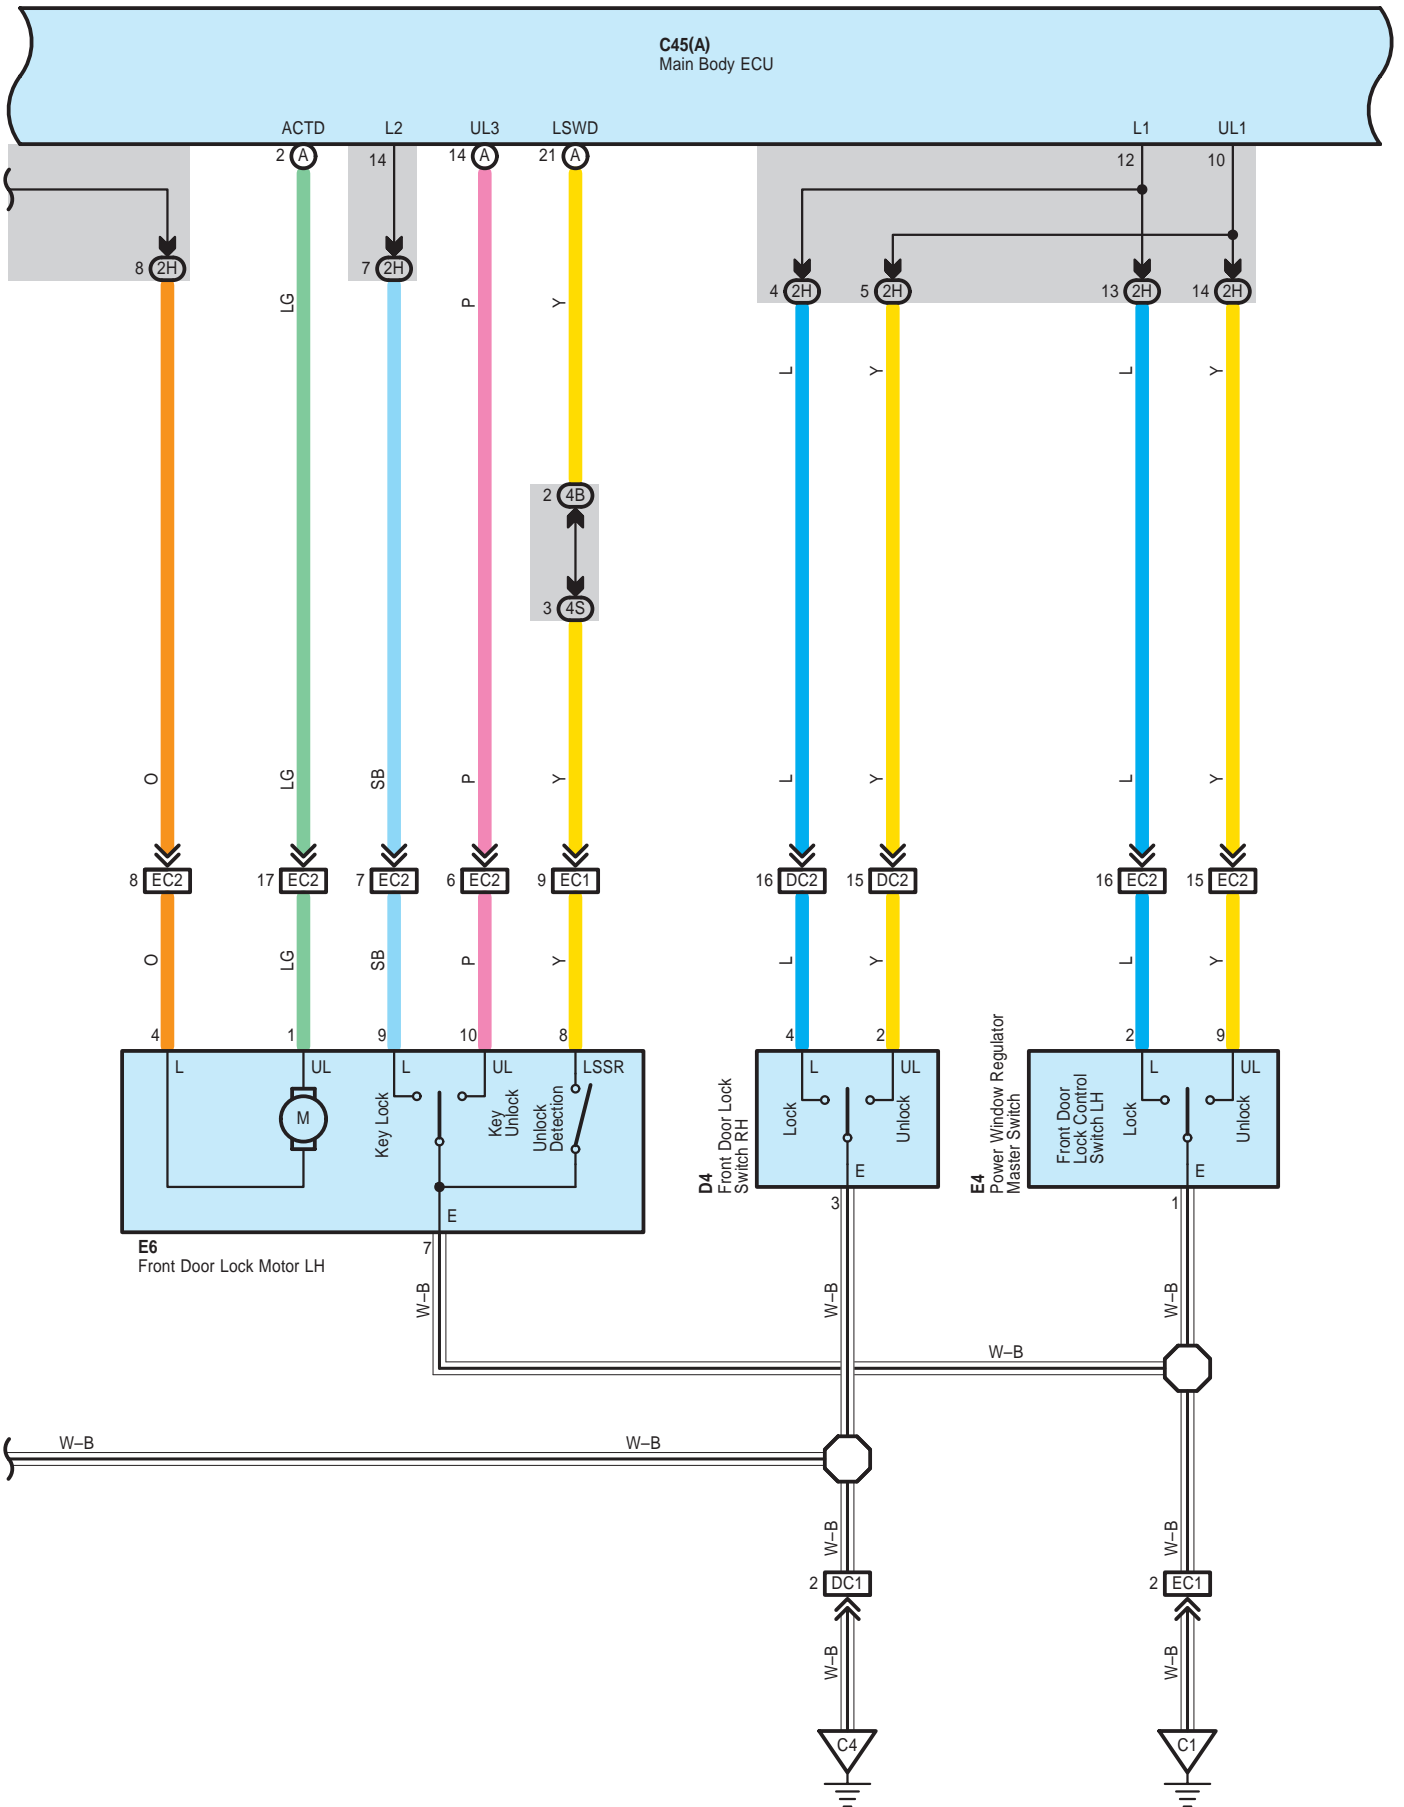 C45(A)
Main Body ECU
ACTD L2 UL3 LSWD L1 UL1
2 A 14 14 A 21 A 12 10
8 2H 7 2H
4 2H 5 2H 13 2H 14 2H
LG P Y
L Y L Y
2 4B
3 4S
O LG SB P Y L Y L Y
8 EC2 17 EC2 7 EC2 6 EC2 9 EC1 16 DC2 15 DC2 16 EC2 15 EC2
O LG SB P Y L Y L Y
4 1 9 10 8 4 2 2 9
L UL L UL LSSR L UL L UL
M
Key Lock
Key
Unlock
Unlock
Detection
E
E6
Front Door Lock Motor LH
D4
Front Door Lock
Switch RH
Lock
Unlock
E
E4
Power Window Regulator
Master Switch
Front Door
Lock Control
Switch LH
Lock
Unlock
E
7 3 1
W–B W–B W–B
W–B
W–B W–B
W–B W–B
2 DC1 2 EC1
W–B W–B
C4 C1